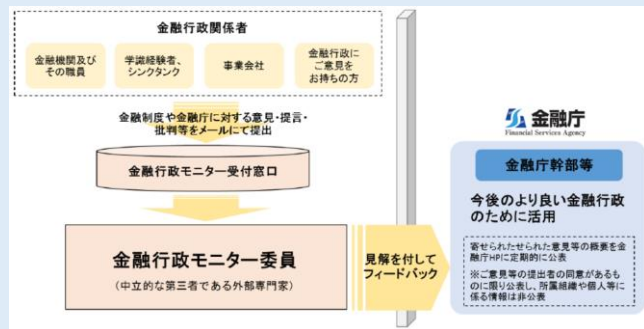 金融行政関係者
金融機関及び
その職員
学識経験者、
シンクタンク
事業会社
金融行政に
ご意見を
お持ちの方
金融制度や金融庁に対する意見・提言・
批判等をメールにて提出
金融行政モニター受付窓口
金融行政モニター委員
(中立的な第三者である外部専門家)
見解を付して
フィードバック
金融庁
Financial Services Agency
金融庁幹部等
今後のより良い金融行政
のために活用
寄せられたせられた意見等の概要を金
融庁HPに定期的に公表
※ご意見等の提出者の同意があるも
のに限り公表し、所属組織や個人等に
係る情報は非公表